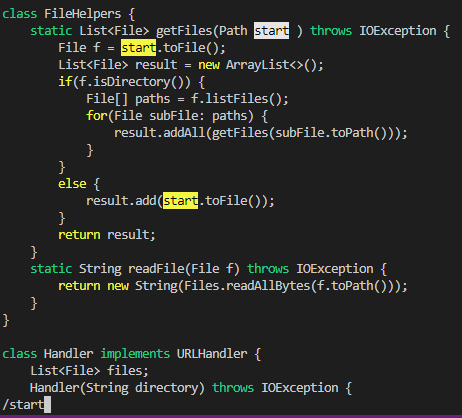 class FileHelpers {
    static List<File> getFiles(Path start ) throws IOException {
        File f = start.toFile();
        List<File> result = new ArrayList<>();
        if(f.isDirectory()) {
            File[] paths = f.listFiles();
            for(File subFile: paths) {
                result.addAll(getFiles(subFile.toPath()));
            }
        }
        else {
            result.add(start.toFile());
        }
        return result;
    }
    static String readFile(File f) throws IOException {
        return new String(Files.readAllBytes(f.toPath()));
    }
}

class Handler implements URLHandler {
    List<File> files;
    Handler(String directory) throws IOException {
/start